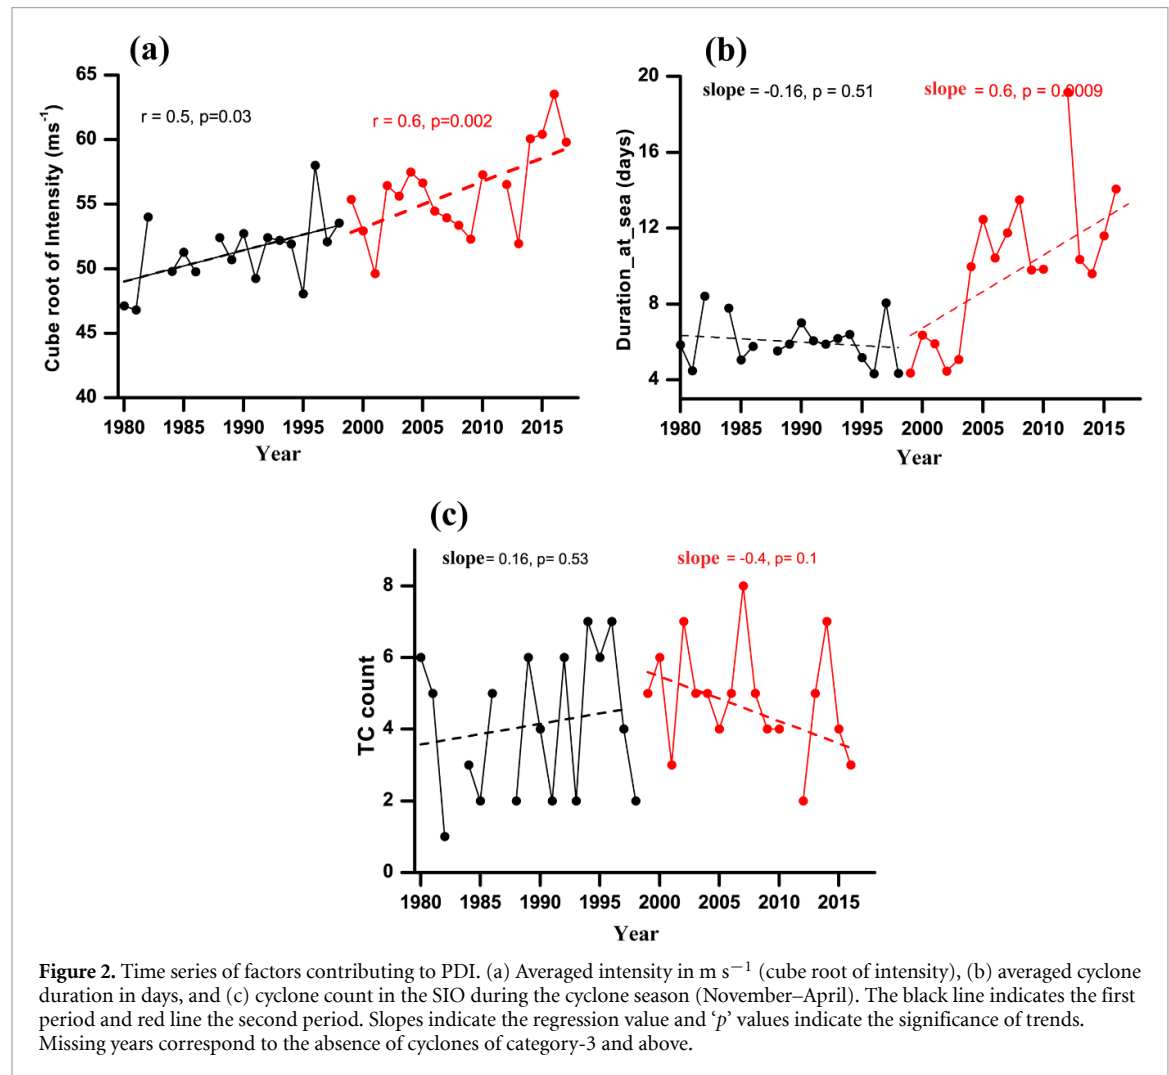 (a)
65
60
55
50
45
40
Cube root of Intensity (ms⁻¹)
r = 0.5, p=0.03
r = 0.6, p=0.002
1980 1985 1990 1995 2000 2005 2010 2015
Year
(b)
20
16
12
8
4
Duration_at_sea (days)
slope = -0.16, p = 0.51
slope = 0.6, p = 0.0009
1980 1985 1990 1995 2000 2005 2010 2015
Year
(c)
8
6
4
2
0
TC count
slope= 0.16, p= 0.53
slope = -0.4, p= 0.1
1980 1985 1990 1995 2000 2005 2010 2015
Year
Figure 2. Time series of factors contributing to PDI. (a) Averaged intensity in m s⁻¹ (cube root of intensity), (b) averaged cyclone
duration in days, and (c) cyclone count in the SIO during the cyclone season (November–April). The black line indicates the first
period and red line the second period. Slopes indicate the regression value and ‘p’ values indicate the significance of trends.
Missing years correspond to the absence of cyclones of category-3 and above.